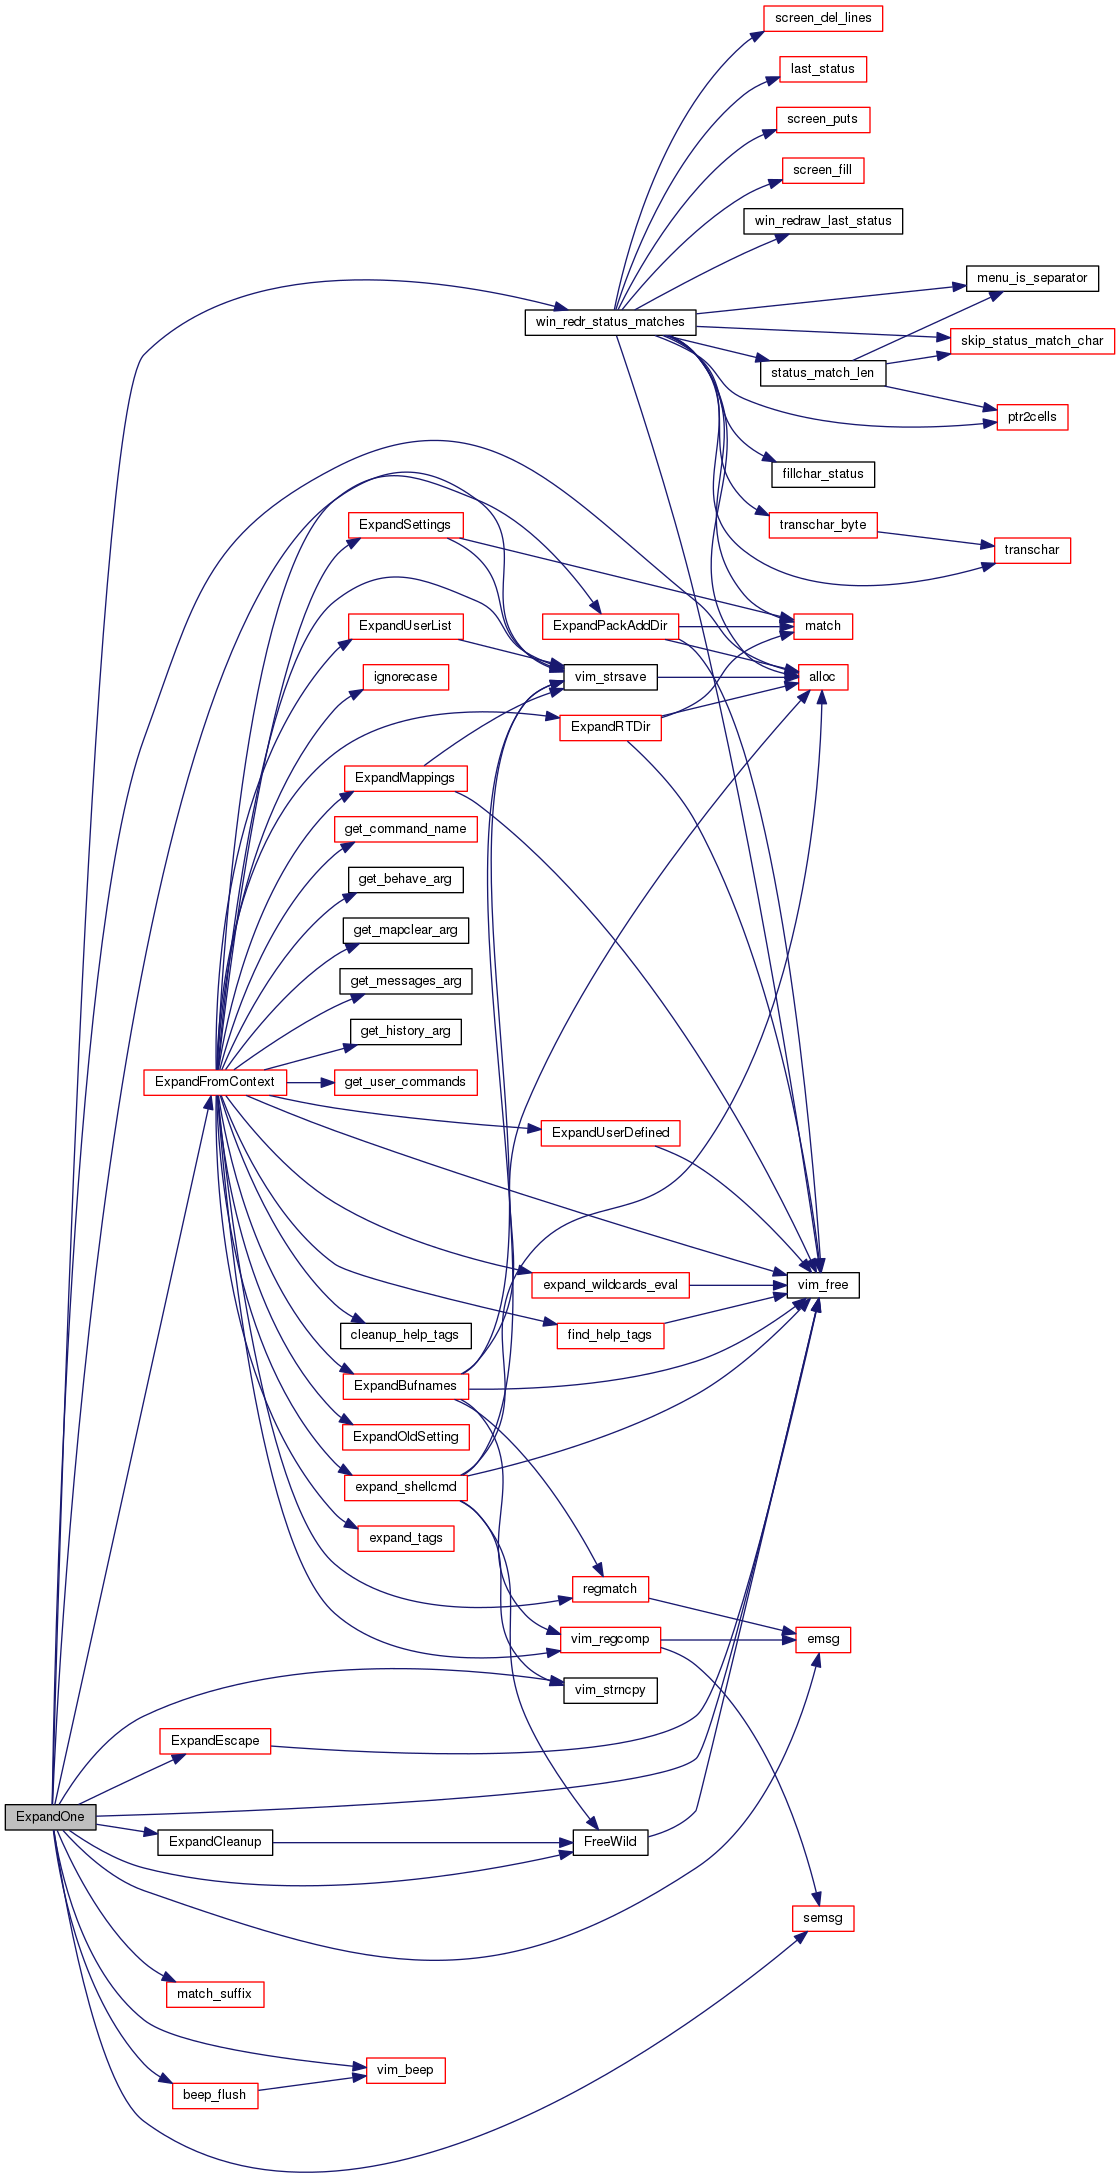 screen_del_lines
last_status
screen_puts
screen_fill
win_redraw_last_status
menu_is_separator
win_redr_status_matches
skip_status_match_char
status_match_len
ptr2cells
fillchar_status
ExpandSettings
transchar_byte
transchar
ExpandUserList
ExpandPackAddDir
match
ignorecase
vim_strsave
alloc
ExpandRTDir
ExpandMappings
get_command_name
get_behave_arg
get_mapclear_arg
get_messages_arg
get_history_arg
ExpandFromContext
get_user_commands
ExpandUserDefined
expand_wildcards_eval
vim_free
cleanup_help_tags
find_help_tags
ExpandBufnames
ExpandOldSetting
expand_shellcmd
expand_tags
regmatch
vim_regcomp
emsg
vim_strncpy
ExpandEscape
ExpandOne
ExpandCleanup
FreeWild
semsg
match_suffix
vim_beep
beep_flush